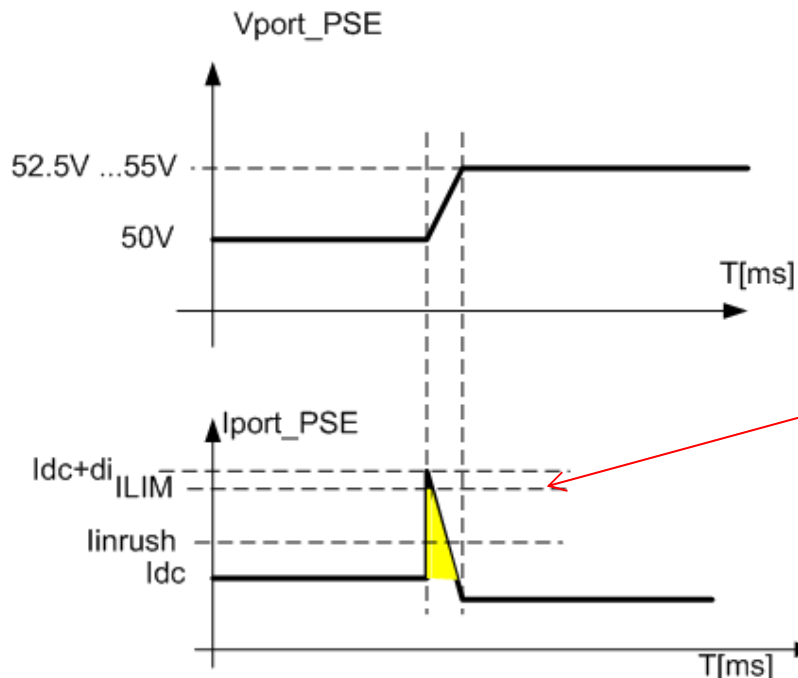 Vport_PSE
52.5V ...55V
50V
T[ms]
Iport_PSE
Idc+di
ILIM
Iinrush
Idc
T[ms]